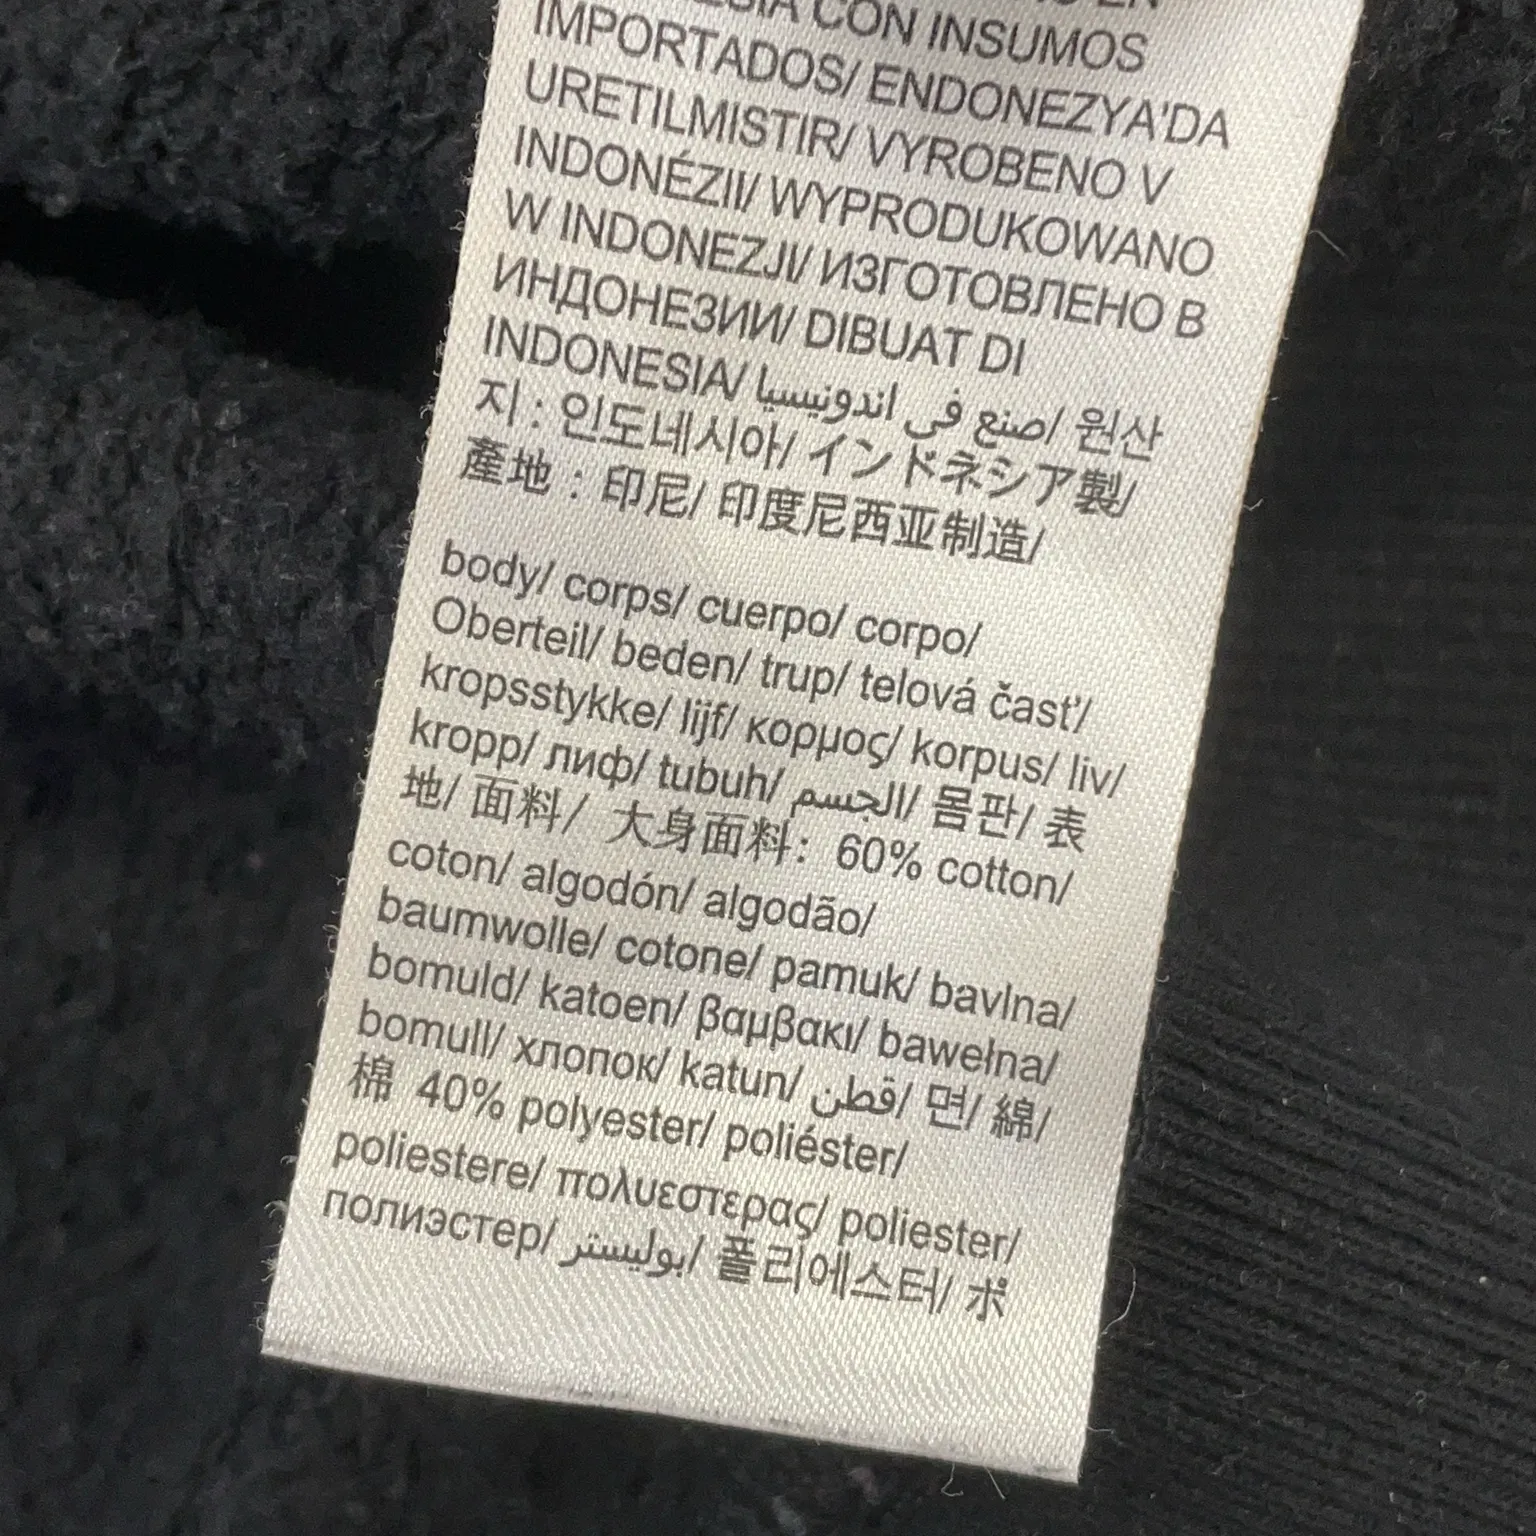 CON INSUMOS
IMPORTADOS/ ENDONEZYA'DA
URETILMISTIR/ VYROBENO V
INDONÉZII/ WYPRODUKOWANO
W INDONEZJI/ ИЗГОТОВЛЕНО В
ИНДОНЕЗИИ/ DIBUAT DI
INDONESIA/ صنع في اندونيسيا/ 원산
지 : 인도네시아/ インドネシア製/
產地 : 印尼/ 印度尼西亚制造/
body/ corps/ cuerpo/ corpo/
Oberteil/ beden/ trup/ telová časť/
kropsstykke/ lijf/ κορμος/ korpus/ liv/
kropp/ лиф/ tubuh/ الجسم/ 몸판/ 表
地/ 面料/ 大身面料: 60% cotton/
coton/ algodón/ algodão/
baumwolle/ cotone/ pamuk/ bavlna/
bomuld/ katoen/ βαμβακι/ bawełna/
bomull/ хлопок/ katun/ قطن/ 면/ 綿/
棉 40% polyester/ poliéster/
poliestere/ πολυεστερας/ poliester/
полиэстер/ بوليستر/ 폴리에스터/ ポ